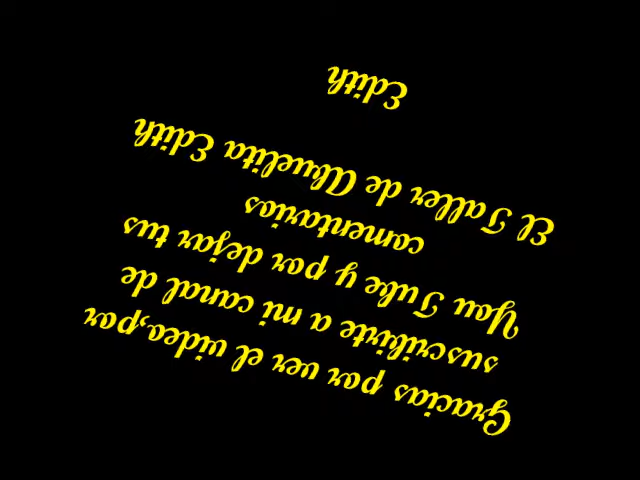 Gracias por ver el video,por
suscribirte a mi canal de
You Tube y por dejar tus
comentarios
El Taller de Abuelita Edith
Edith